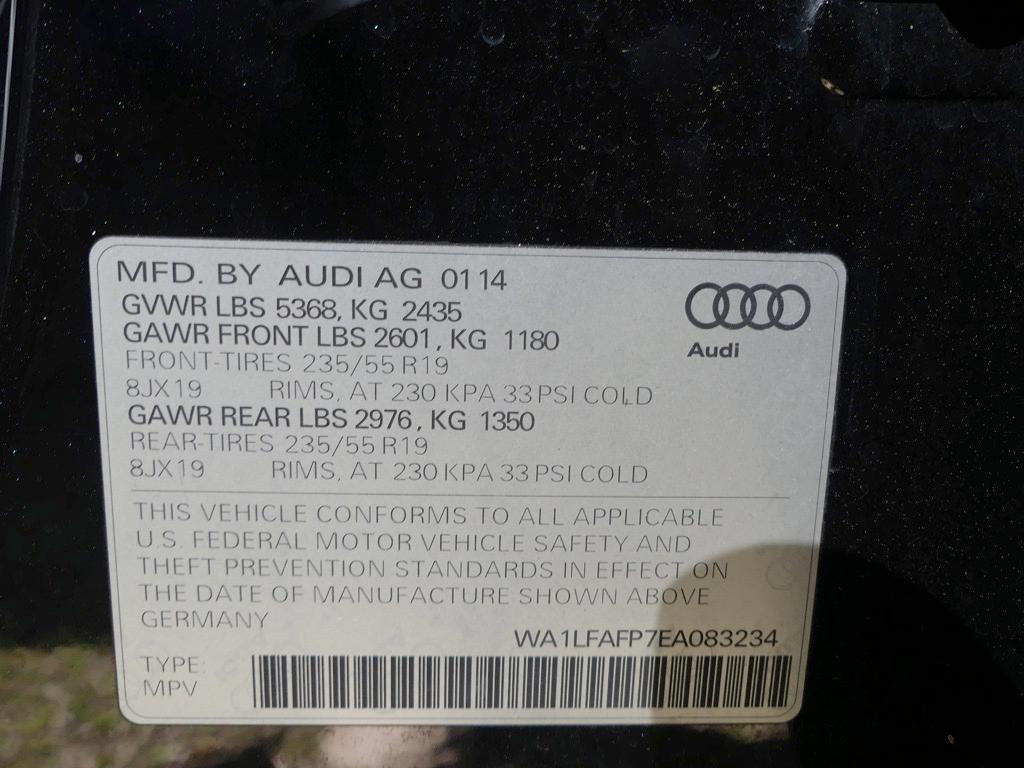 MFD. BY AUDI AG 01 14
GVWR LBS 5368, KG 2435
GAWR FRONT LBS 2601, KG 1180
FRONT-TIRES 235/55 R19
8JX19 RIMS, AT 230 KPA 33 PSI COLD
GAWR REAR LBS 2976, KG 1350
REAR-TIRES 235/55 R19
8JX19 RIMS, AT 230 KPA 33 PSI COLD
Audi
THIS VEHICLE CONFORMS TO ALL APPLICABLE
U.S. FEDERAL MOTOR VEHICLE SAFETY AND
THEFT PREVENTION STANDARDS IN EFFECT ON
THE DATE OF MANUFACTURE SHOWN ABOVE
GERMANY
WA1LFAFP7EA083234
TYPE:
MPV